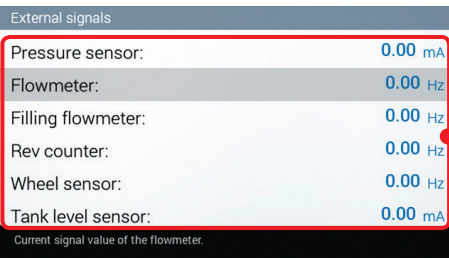 External signals
Pressure sensor: 0.00 mA
Flowmeter: 0.00 Hz
Filling flowmeter: 0.00 Hz
Rev counter: 0.00 Hz
Wheel sensor: 0.00 Hz
Tank level sensor: 0.00 mA
Current signal value of the flowmeter.